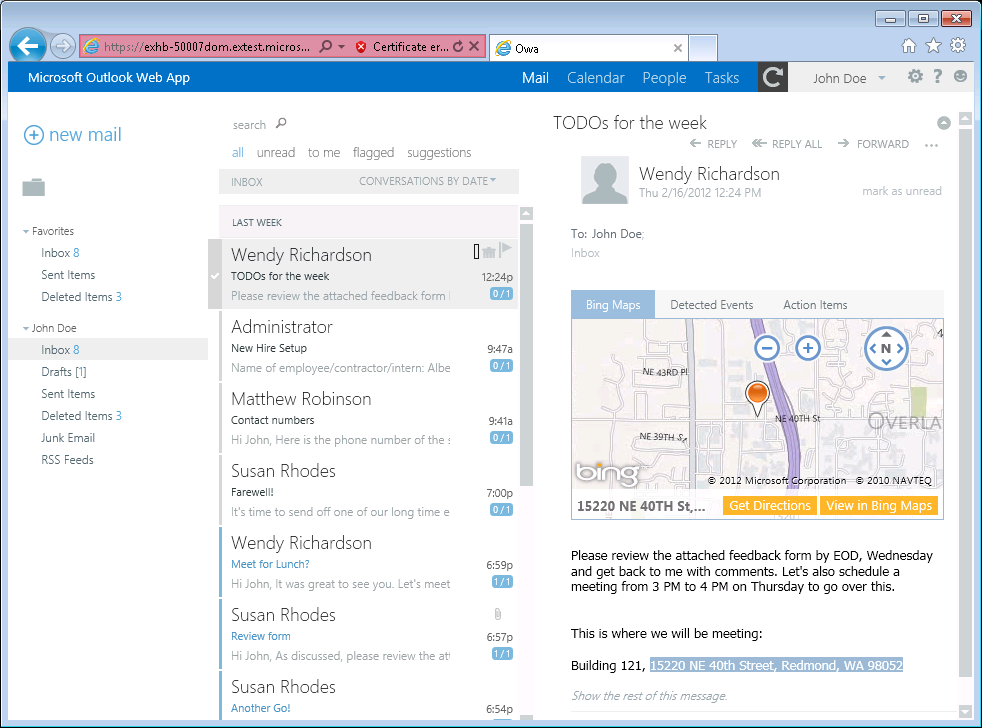 https://exhb-50007dom.extest.micros...
Certificate er...
Owa
Microsoft Outlook Web App
Mail
Calendar
People
Tasks
John Doe
?
new mail
Favorites
Inbox 8
Sent Items
Deleted Items 3
John Doe
Inbox 8
Drafts [1]
Sent Items
Deleted Items 3
Junk Email
RSS Feeds
search
all unread to me flagged suggestions
INBOX CONVERSATIONS BY DATE
LAST WEEK
Wendy Richardson
TODOs for the week 12:24p
Please review the attached feedback form 0 / 1
Administrator
New Hire Setup 9:47a
Name of employee/contractor/intern: Albe 0 / 1
Matthew Robinson
Contact numbers 9:41a
Hi John, Here is the phone number of the s 0 / 1
Susan Rhodes
Farewell! 7:00p
It's time to send off one of our long time e 0 / 1
Wendy Richardson
Meet for Lunch? 6:59p
Hi John, It was great to see you. Let's meet 1 / 1
Susan Rhodes
Review form 6:57p
Hi John, As discussed, please review the at 1 / 1
Susan Rhodes
Another Go! 6:54p
TODOs for the week
REPLY REPLY ALL FORWARD ...
Wendy Richardson
Thu 2/16/2012 12:24 PM
mark as unread
To: John Doe;
Inbox
Bing Maps Detected Events Action Items
N
4
NE 43RD Pl
NE 40TH St
OVERLA
NE 39TH S
bing
© 2012 Microsoft Corporation © 2010 NAVTEQ
15220 NE 40TH St,...
Get Directions
View in Bing Maps
Please review the attached feedback form by EOD, Wednesday
and get back to me with comments. Let's also schedule a
meeting from 3 PM to 4 PM on Thursday to go over this.
This is where we will be meeting:
Building 121, 15220 NE 40th Street, Redmond, WA 98052
Show the rest of this message.